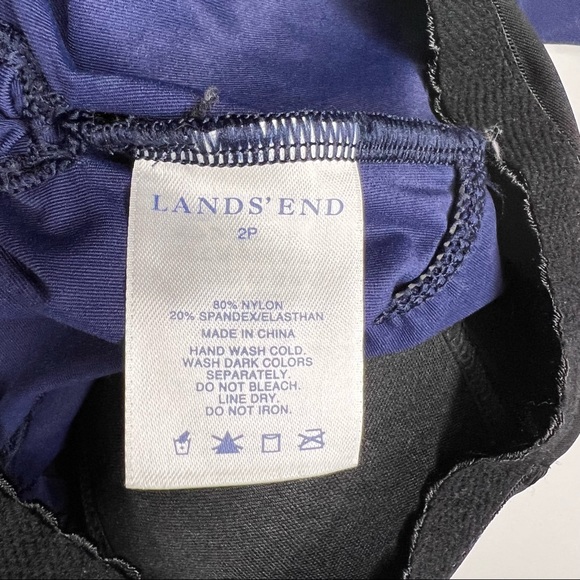 LANDS' END
2P
80% NYLON
20% SPANDEX/ELASTHAN
MADE IN CHINA
HAND WASH COLD.
WASH DARK COLORS
SEPARATELY.
DO NOT BLEACH.
LINE DRY.
DO NOT IRON.